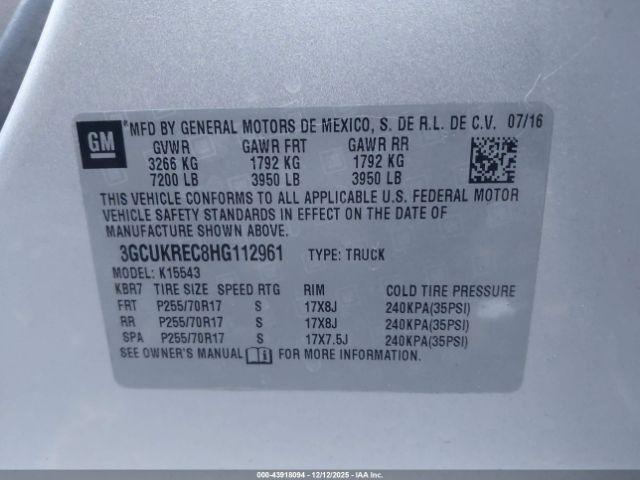 GM *MFD BY GENERAL MOTORS DE MEXICO, S. DE R.L. DE C.V. 07/16
GVWR GAWR FRT GAWR RR
3266 KG 1792 KG 1792 KG
7200 LB 3950 LB 3950 LB
THIS VEHICLE CONFORMS TO ALL APPLICABLE U.S. FEDERAL MOTOR
VEHICLE SAFETY STANDARDS IN EFFECT ON THE DATE OF
MANUFACTURE SHOWN ABOVE.
3GCUKREC8HG112961 TYPE: TRUCK
MODEL: K15543
KBR7 TIRE SIZE SPEED RTG RIM COLD TIRE PRESSURE
FRT P255/70R17 S 17X8J 240KPA(35PSI)
RR P255/70R17 S 17X8J 240KPA(35PSI)
SPA P255/70R17 S 17X7.5J 240KPA(35PSI)
SEE OWNER'S MANUAL FOR MORE INFORMATION.
000-43918094 - 12/12/2025 - IAAI.com